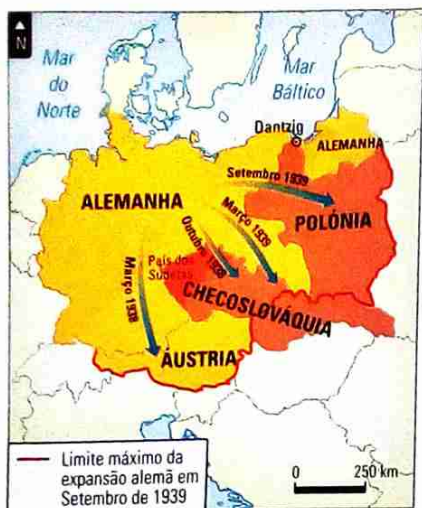 N
Mar
do
Norte
Mar
Báltico
Dantzig
ALEMANHA
Setembro 1939
ALEMANHA
POLÓNIA
Março 1939
Outubro 1938
País dos
Sudetas
Março 1938
CHECOSLOVÁQUIA
ÁUSTRIA
Limite máximo da
expansão alemã em
Setembro de 1939
0 250 km